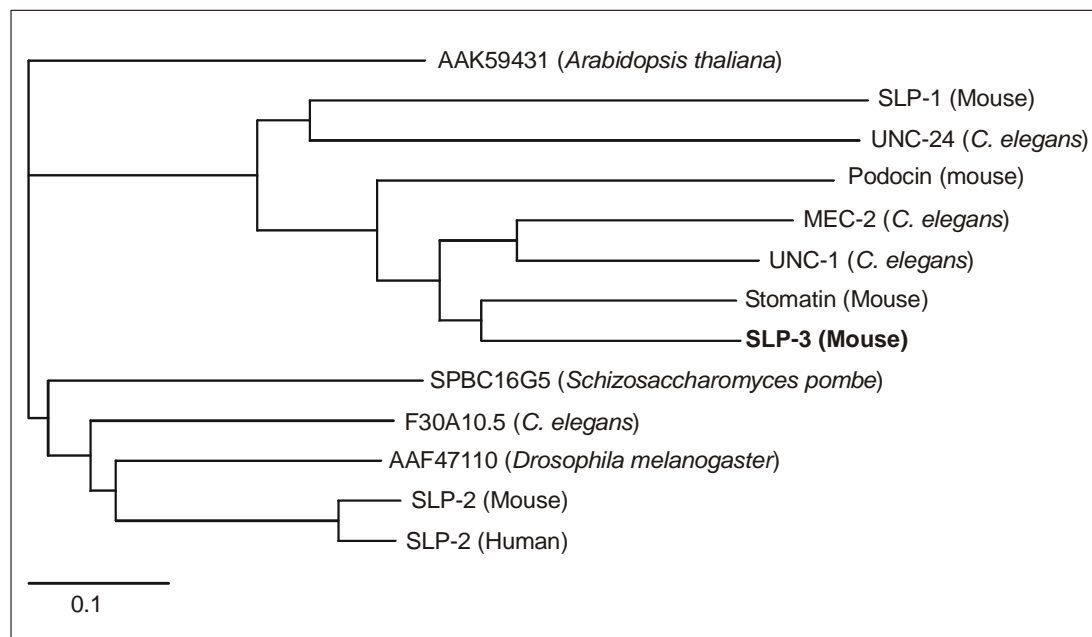 AAK59431 (Arabidopsis thaliana)
SLP-1 (Mouse)
UNC-24 (C. elegans)
Podocin (mouse)
MEC-2 (C. elegans)
UNC-1 (C. elegans)
Stomatin (Mouse)
SLP-3 (Mouse)
SPBC16G5 (Schizosaccharomyces pombe)
F30A10.5 (C. elegans)
AAF47110 (Drosophila melanogaster)
SLP-2 (Mouse)
SLP-2 (Human)
0.1